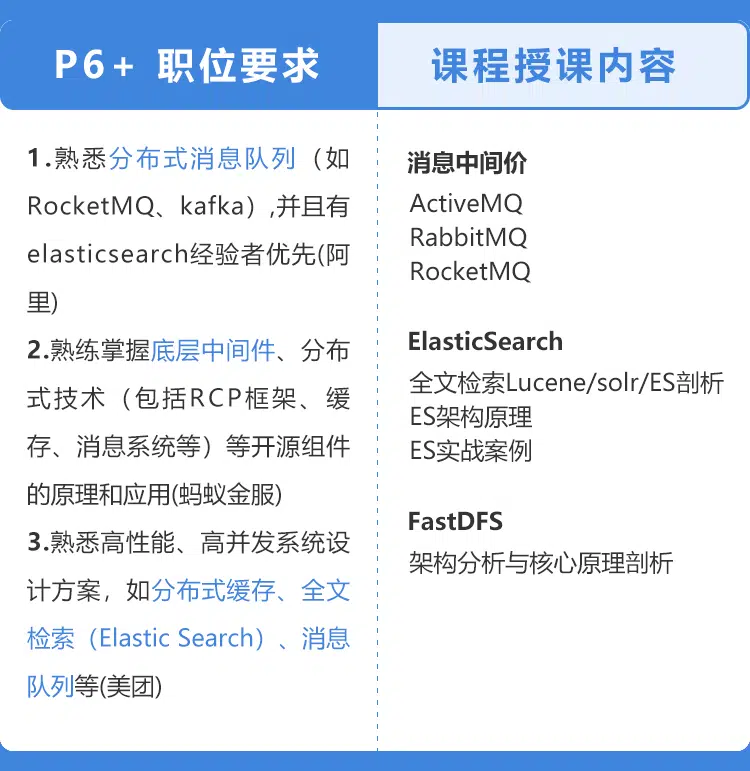 P6+ 职位要求
1.熟悉分布式消息队列（如
RocketMQ、kafka）,并且有
elasticsearch经验者优先(阿
里)
2.熟练掌握底层中间件、分布
式技术（包括RCP框架、缓
存、消息系统等）等开源组件
的原理和应用(蚂蚁金服)
3.熟悉高性能、高并发系统设
计方案，如分布式缓存、全文
检索（Elastic Search）、消息
队列等(美团)
课程授课内容
消息中间价
ActiveMQ
RabbitMQ
RocketMQ
ElasticSearch
全文检索Lucene/solr/ES剖析
ES架构原理
ES实战案例
FastDFS
架构分析与核心原理剖析